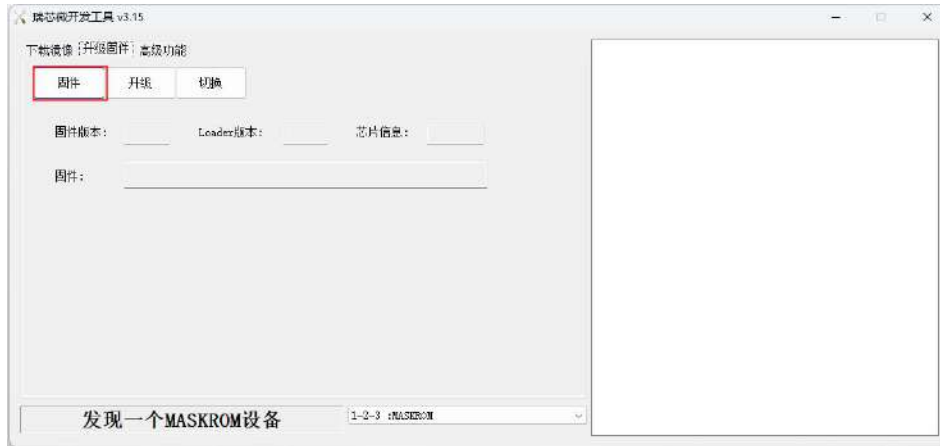 瑞芯微开发工具 v3.15
下载镜像 升级固件 高级功能
固件 升级 切换
固件版本: Loader版本: 芯片信息:
固件:
发现一个MASKROM设备 1-2-3 :MASKROM